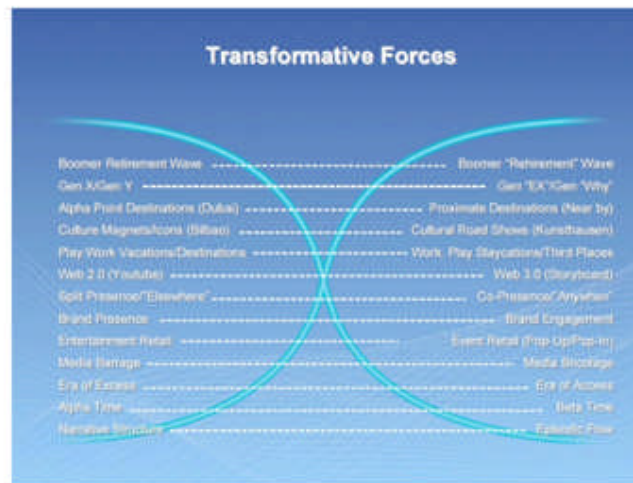 Transformative Forces
Boomer Retirement Wave Boomer "Rehirement" Wave
Gen X/Gen Y Gen "EX"/Gen "Why"
Alpha Point Destinations (Dubai) Proximate Destinations (Near by)
Culture Magnets/Icons (Bilbao) Cultural Road Shows (Kunsthausen)
Play Work Vacations/Destinations Work Play Staycations/Third Places
Web 2.0 (Youtube) Web 3.0 (Storyboard)
Split Presence/"Elsewhere" Co-Presence/"Anywhen"
Brand Presence Brand Engagement
Entertainment Retail Event Retail (Pop Up/Pop-in)
Media Barrage Media Bricolage
Era of Excess Era of Access
Alpha Time Beta Time
Narrative Structure Episodic Flow